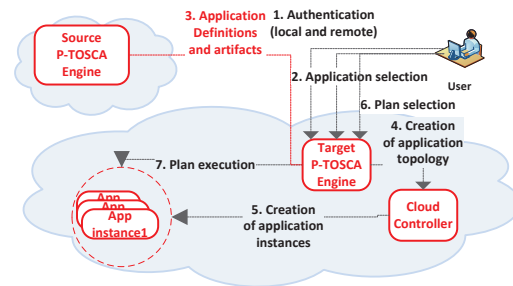 Source
P-TOSCA
Engine
3. Application
Definitions
and artifacts
1. Authentication
(local and remote)
2. Application selection
User
6. Plan selection
4. Creation
of application
topology
Target
P-TOSCA
Engine
7. Plan execution
App
App
App
instance1
5. Creation
of application
instances
Cloud
Controller